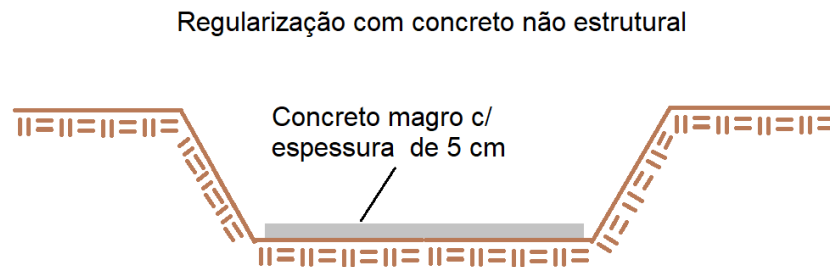 Regularização com concreto não estrutural
Concreto magro c/
espessura de 5 cm